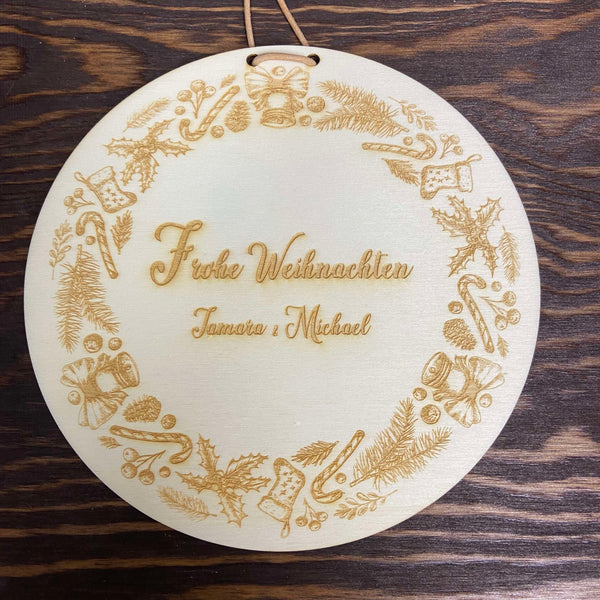 Frohe Weihnachten
Tamara & Michael